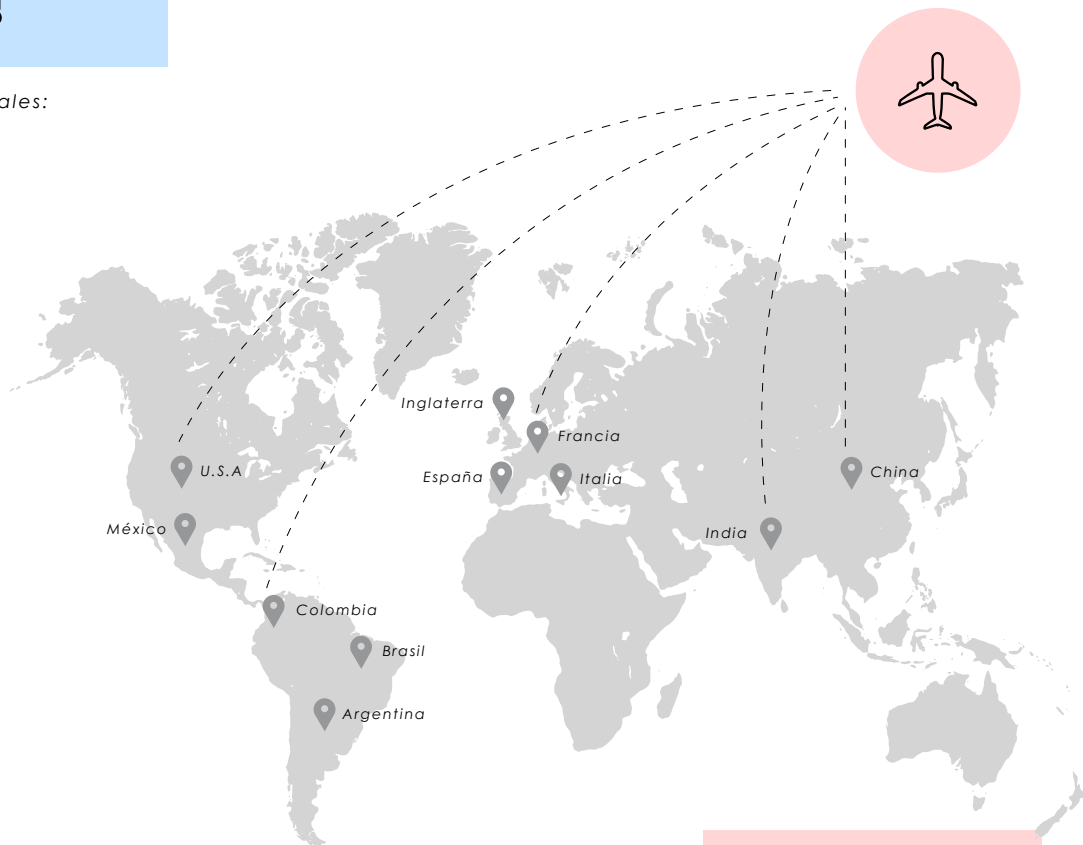 ales:
Inglaterra
Francia
U.S.A
España
Italia
China
México
India
Colombia
Brasil
Argentina